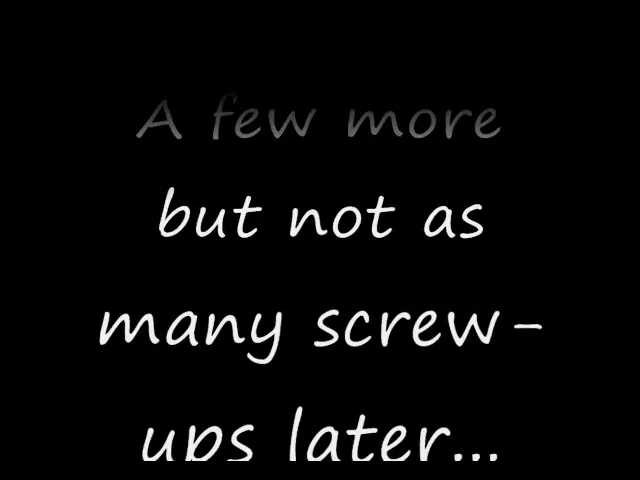 A few more
but not as
many screw-
ups later...